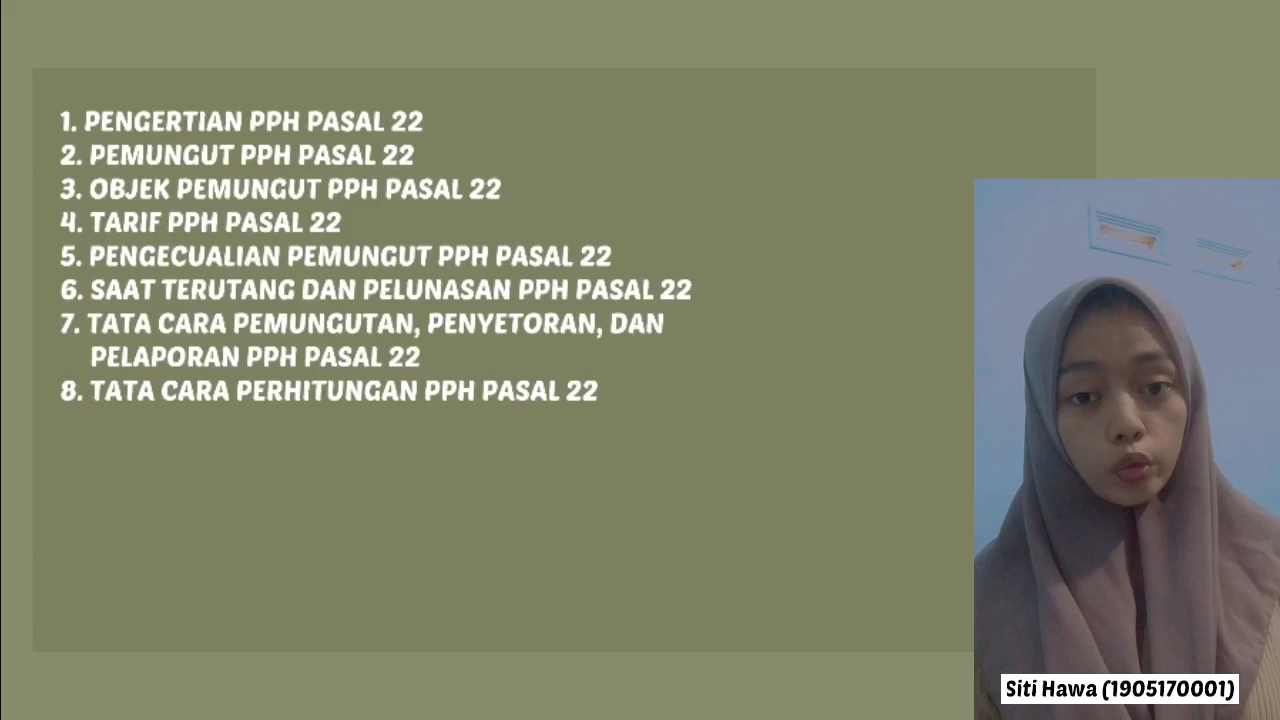 1. PENGERTIAN PPH PASAL 22
2. PEMUNGUT PPH PASAL 22
3. OBJEK PEMUNGUT PPH PASAL 22
4. TARIF PPH PASAL 22
5. PENGECUALIAN PEMUNGUT PPH PASAL 22
6. SAAT TERUTANG DAN PELUNASAN PPH PASAL 22
7. TATA CARA PEMUNGUTAN, PENYETORAN, DAN
PELAPORAN PPH PASAL 22
8. TATA CARA PERHITUNGAN PPH PASAL 22
Siti Hawa (1905170001)